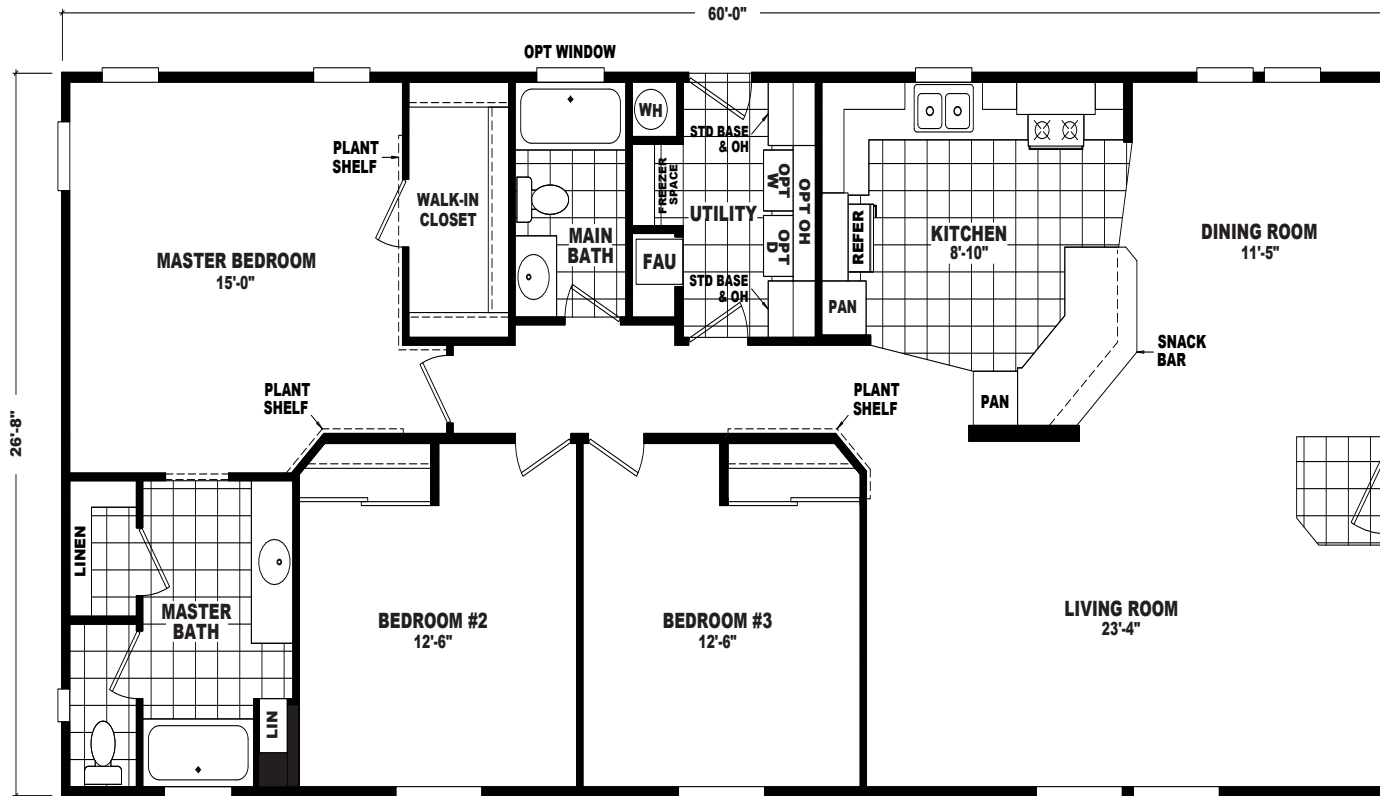 60'-0"
OPT WINDOW
26'-8"
MASTER BEDROOM
15'-0"
PLANT
SHELF
WALK-IN
CLOSET
MAIN
BATH
WH
FREEZER
SPACE
FAU
UTILITY
STD BASE
& OH
OPT
W
OPT
D
OPT OH
STD BASE
& OH
REFER
PAN
KITCHEN
8'-10"
DINING ROOM
11'-5"
SNACK
BAR
PAN
PLANT
SHELF
PLANT
SHELF
LINEN
MASTER
BATH
LIN
BEDROOM #2
12'-6"
BEDROOM #3
12'-6"
LIVING ROOM
23'-4"